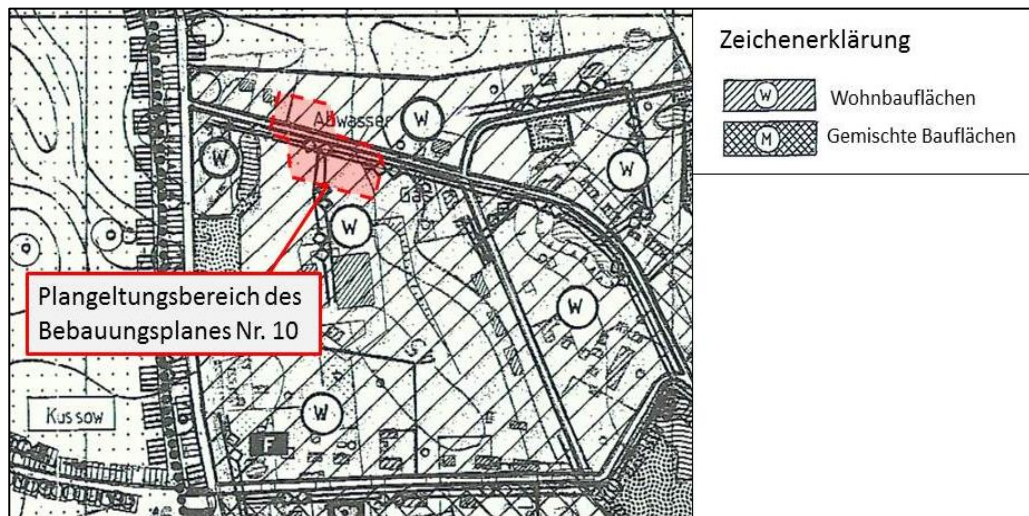 Abwasser
W
W
W
Gas
W
W
W
Plangeltungsbereich des
Bebauungsplanes Nr. 10
Kussow
F
Zeichenerklärung
W Wohnbauflächen
M Gemischte Bauflächen